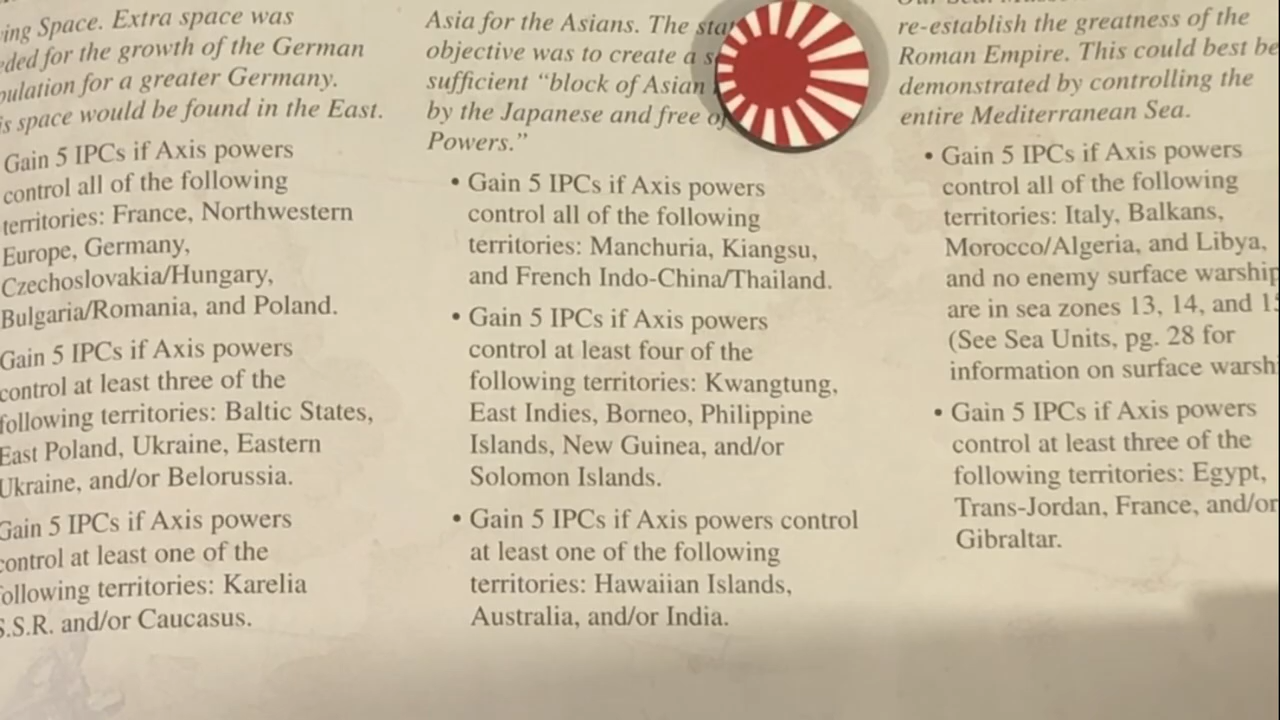 ing Space. Extra space was
ded for the growth of the German
pulation for a greater Germany.
is space would be found in the East.
Gain 5 IPCs if Axis powers
control all of the following
territories: France, Northwestern
Europe, Germany,
Czechoslovakia/Hungary,
Bulgaria/Romania, and Poland.
Gain 5 IPCs if Axis powers
control at least three of the
following territories: Baltic States,
East Poland, Ukraine, Eastern
Ukraine, and/or Belorussia.
Gain 5 IPCs if Axis powers
control at least one of the
following territories: Karelia
S.S.R. and/or Caucasus.
Asia for the Asians. The sta
objective was to create a s
sufficient “block of Asian
by the Japanese and free of
Powers.”
• Gain 5 IPCs if Axis powers
control all of the following
territories: Manchuria, Kiangsu,
and French Indo-China/Thailand.
• Gain 5 IPCs if Axis powers
control at least four of the
following territories: Kwangtung,
East Indies, Borneo, Philippine
Islands, New Guinea, and/or
Solomon Islands.
• Gain 5 IPCs if Axis powers control
at least one of the following
territories: Hawaiian Islands,
Australia, and/or India.
re-establish the greatness of the
Roman Empire. This could best be
demonstrated by controlling the
entire Mediterranean Sea.
• Gain 5 IPCs if Axis powers
control all of the following
territories: Italy, Balkans,
Morocco/Algeria, and Libya,
and no enemy surface warship
are in sea zones 13, 14, and 15
(See Sea Units, pg. 28 for
information on surface warsh
• Gain 5 IPCs if Axis powers
control at least three of the
following territories: Egypt,
Trans-Jordan, France, and/or
Gibraltar.